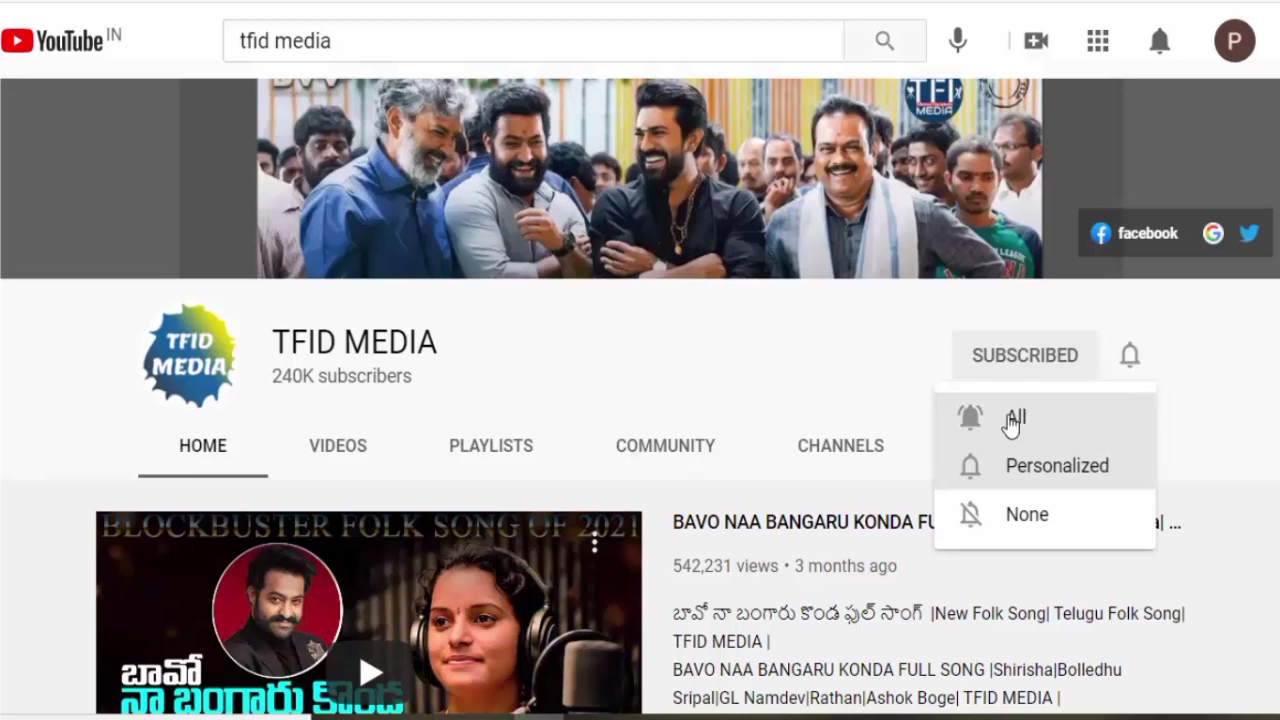 YouTube IN
tfid media
P
TFI
MEDIA
facebook
TFID
MEDIA
TFID MEDIA
240K subscribers
SUBSCRIBED
All
Personalized
None
HOME
VIDEOS
PLAYLISTS
COMMUNITY
CHANNELS
BLOCKBUSTER FOLK SONG OF 2021
బావో
నా బంగారు కొండ
BAVO NAA BANGARU KONDA FU
a| ...
542,231 views • 3 months ago
బావో నా బంగారు కొండ ఫుల్ సాంగ్ |New Folk Song| Telugu Folk Song|
TFID MEDIA |
BAVO NAA BANGARU KONDA FULL SONG |Shirisha|Bolledhu
Sripal|GL Namdev|Rathan|Ashok Boge| TFID MEDIA |